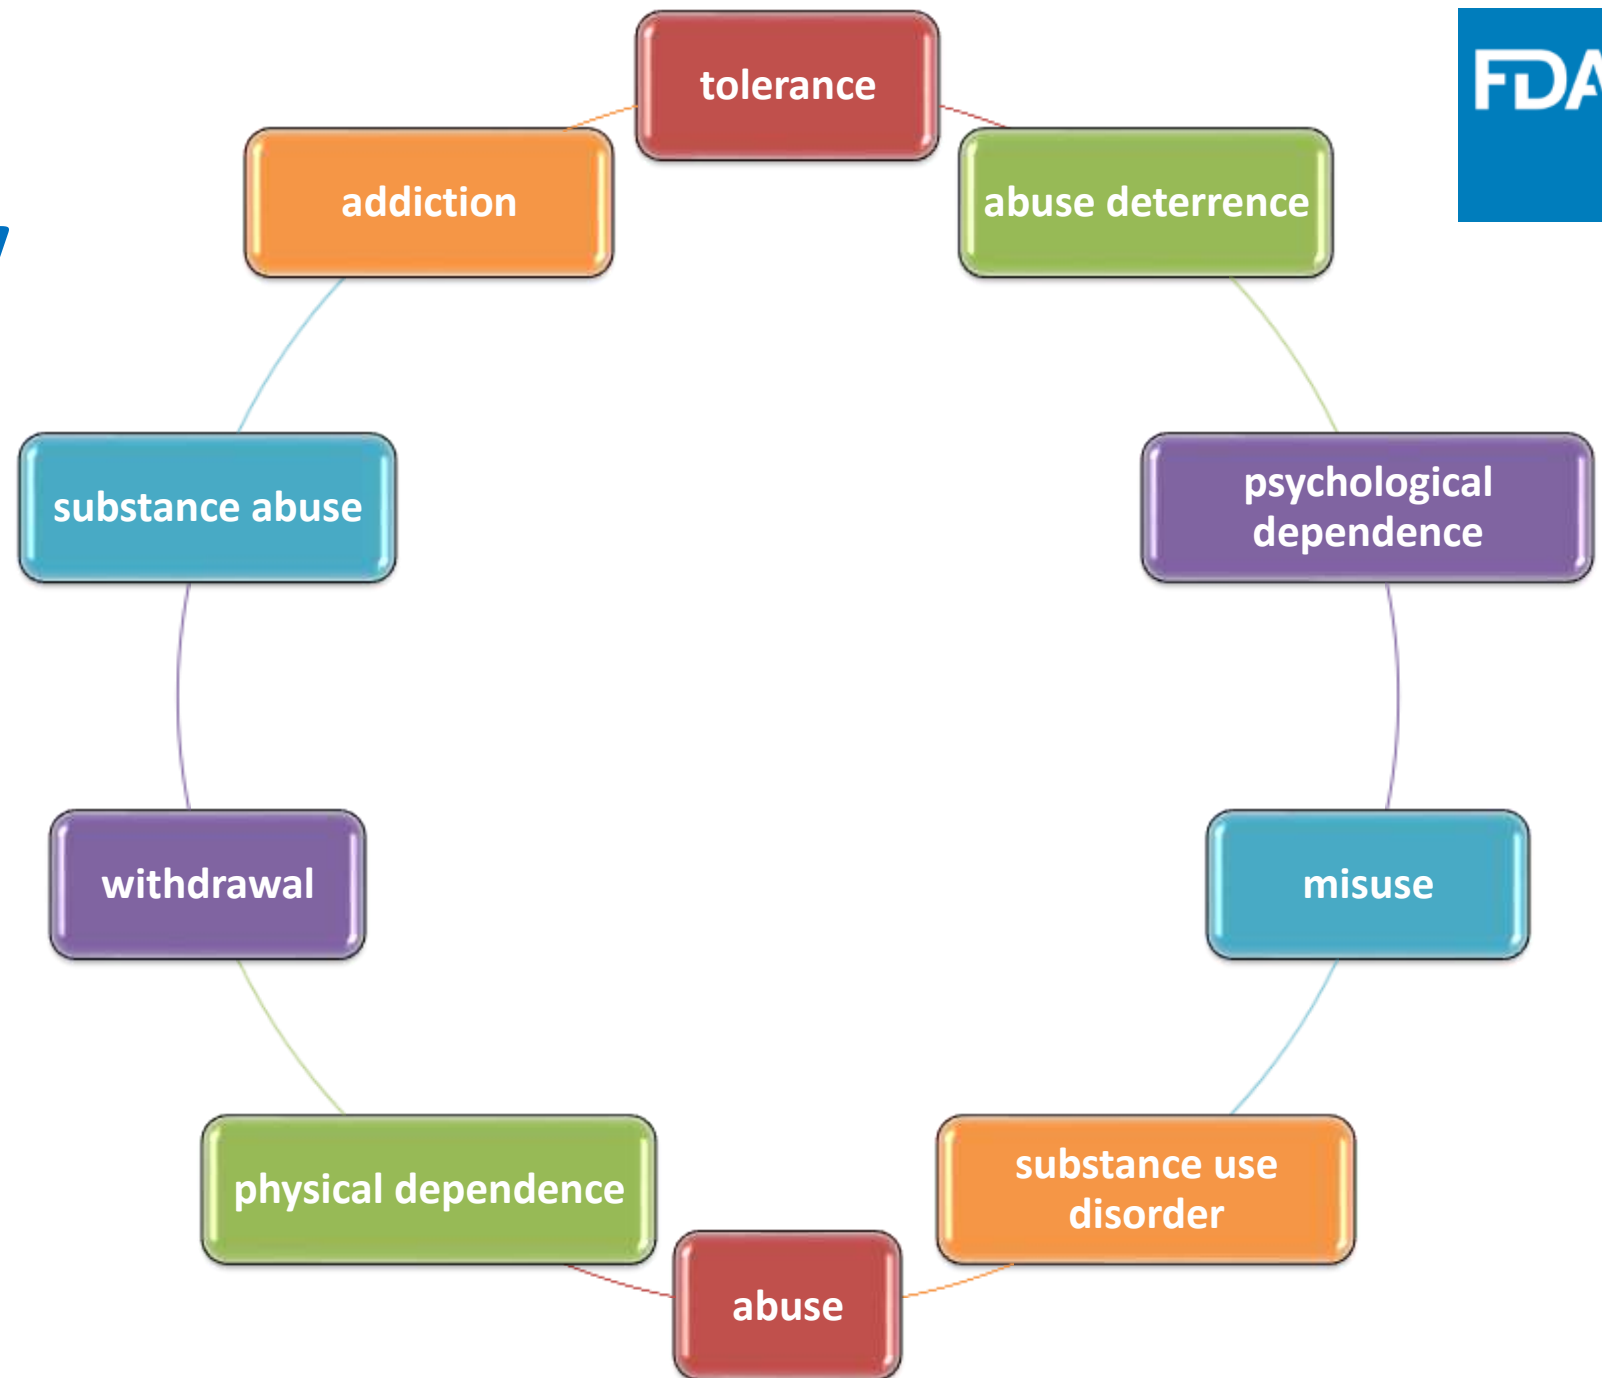 tolerance
FDA
addiction
abuse deterrence
substance abuse
psychological
dependence
withdrawal
misuse
physical dependence
substance use
disorder
abuse